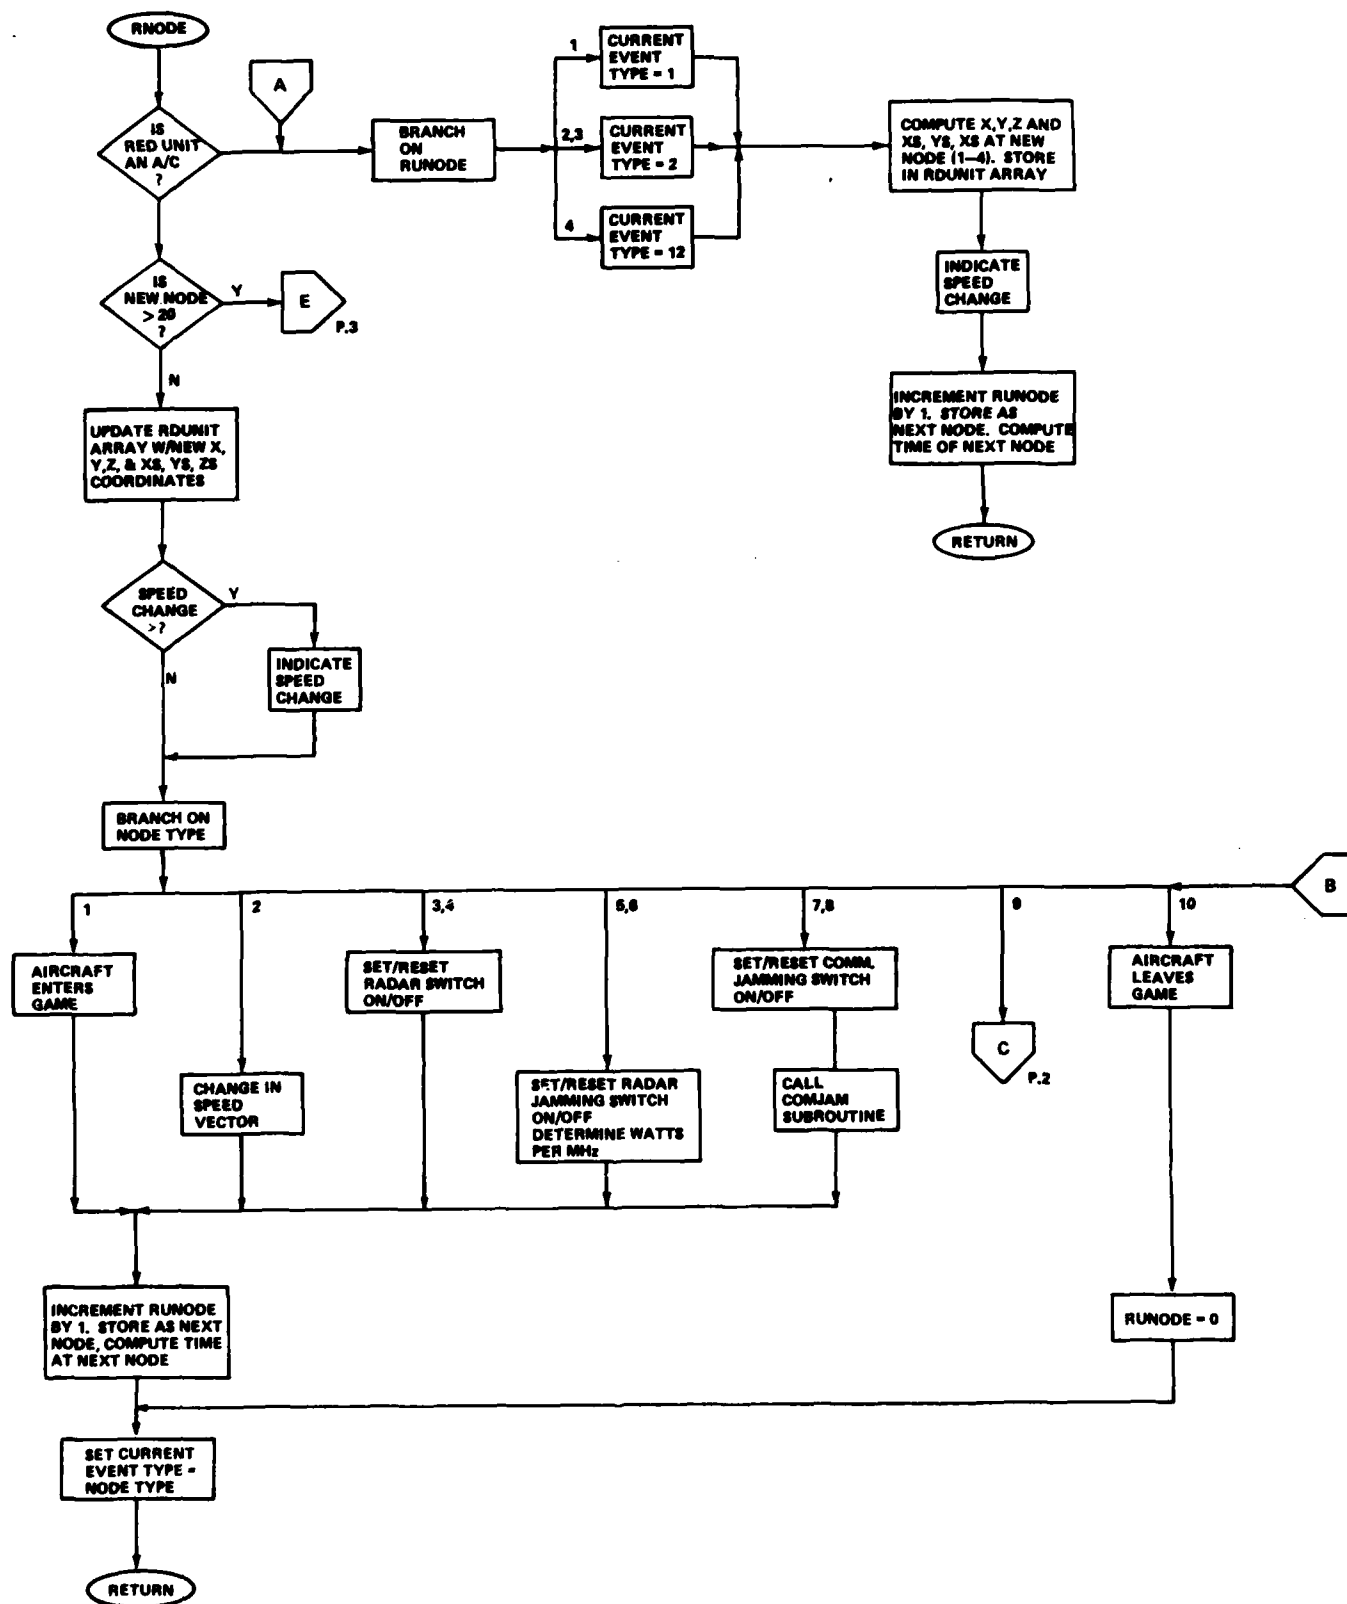 RNODE
IS
RED UNIT
AN A/C
?
A
BRANCH
ON
RUNODE
1
CURRENT
EVENT
TYPE = 1
2,3
CURRENT
EVENT
TYPE = 2
4
CURRENT
EVENT
TYPE = 12
COMPUTE X,Y,Z AND
XS, YS, XS AT NEW
NODE (1-4). STORE
IN RDUNIT ARRAY
INDICATE
SPEED
CHANGE
INCREMENT RUNODE
BY 1. STORE AS
NEXT NODE. COMPUTE
TIME OF NEXT NODE
RETURN
IS
NEW NODE
> 20
?
Y
E
P.3
N
UPDATE RDUNIT
ARRAY W/NEW X,
Y,Z, & XS, YS, ZS
COORDINATES
SPEED
CHANGE
>?
Y
N
INDICATE
SPEED
CHANGE
BRANCH ON
NODE TYPE
B
1
2
3,4
5,6
7,8
9
10
AIRCRAFT
ENTERS
GAME
CHANGE IN
SPEED
VECTOR
SET/RESET
RADAR SWITCH
ON/OFF
SET/RESET RADAR
JAMMING SWITCH
ON/OFF
DETERMINE WATTS
PER MHz
SET/RESET COMM.
JAMMING SWITCH
ON/OFF
CALL
COMJAM
SUBROUTINE
C
P.2
AIRCRAFT
LEAVES
GAME
INCREMENT RUNODE
BY 1. STORE AS NEXT
NODE, COMPUTE TIME
AT NEXT NODE
RUNODE = 0
SET CURRENT
EVENT TYPE =
NODE TYPE
RETURN